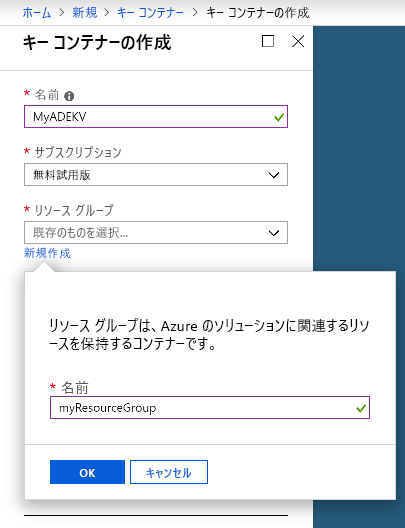 ホーム > 新規 > キー コンテナー > キー コンテナーの作成
キー コンテナーの作成
* 名前
MyADEKV
* サブスクリプション
無料試用版
* リソース グループ
既存のものを選択...
新規作成
リソース グループは、Azure のソリューションに関連するリソ
ースを保持するコンテナーです。
* 名前
myResourceGroup
OK
キャンセル